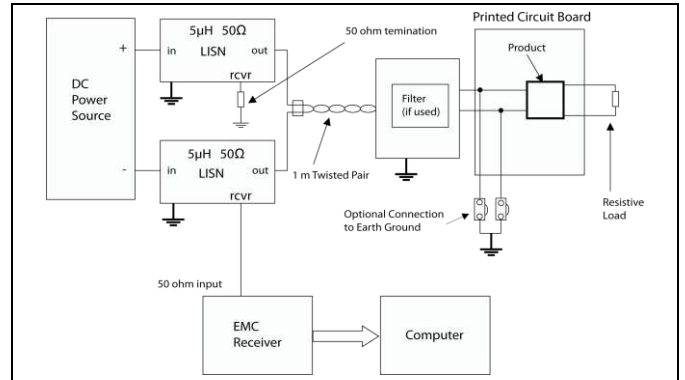 Printed Circuit Board
5µH 50Ω
in
out
LISN
rcvr
50 ohm temination
Product
+
DC
Power
Source
Filter
(if used)
5µH 50Ω
-
in
out
LISN
rcvr
1 m Twisted Pair
Optional Connection
to Earth Ground
Resistive
Load
50 ohm input
EMC
Receiver
Computer